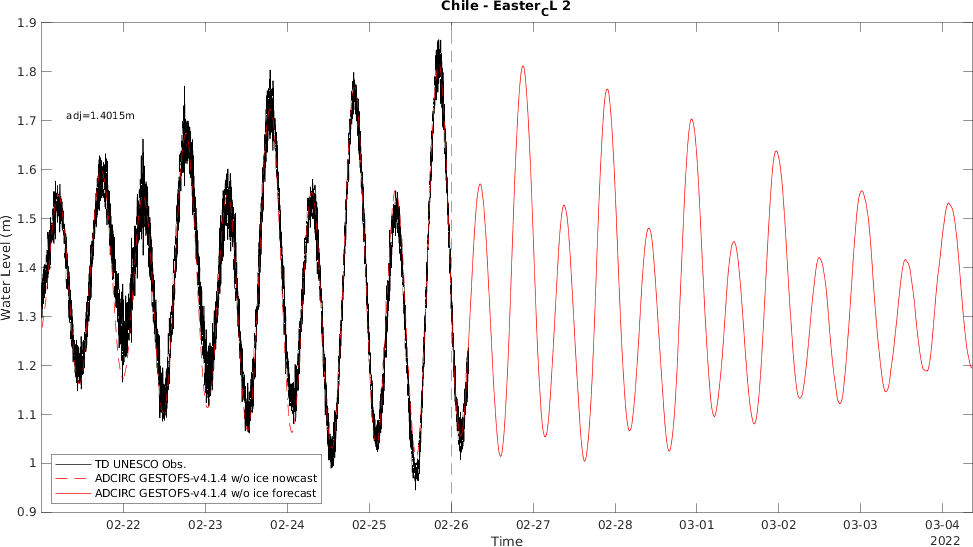 Chile - Easter_CL 2
1.9
1.8
1.7
1.6
1.5
1.4
1.3
1.2
1.1
1
0.9
Water Level (m)
adj=1.4015m
TD UNESCO Obs.
ADCIRC GESTOFS-v4.1.4 w/o ice nowcast
ADCIRC GESTOFS-v4.1.4 w/o ice forecast
02-22 02-23 02-24 02-25 02-26 02-27 02-28 03-01 03-02 03-03 03-04
Time 2022